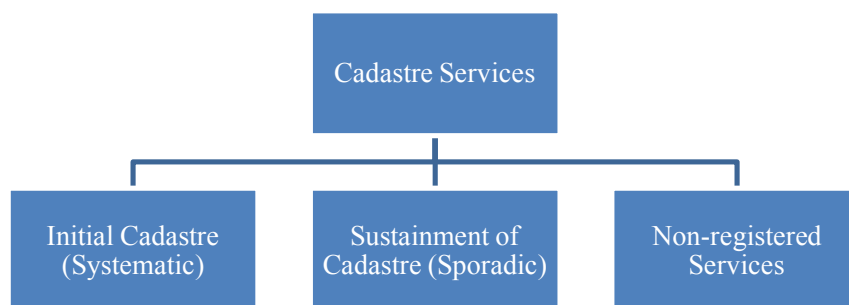 Cadastre Services
Initial Cadastre
(Systematic)
Sustainment of
Cadastre (Sporadic)
Non-registered
Services